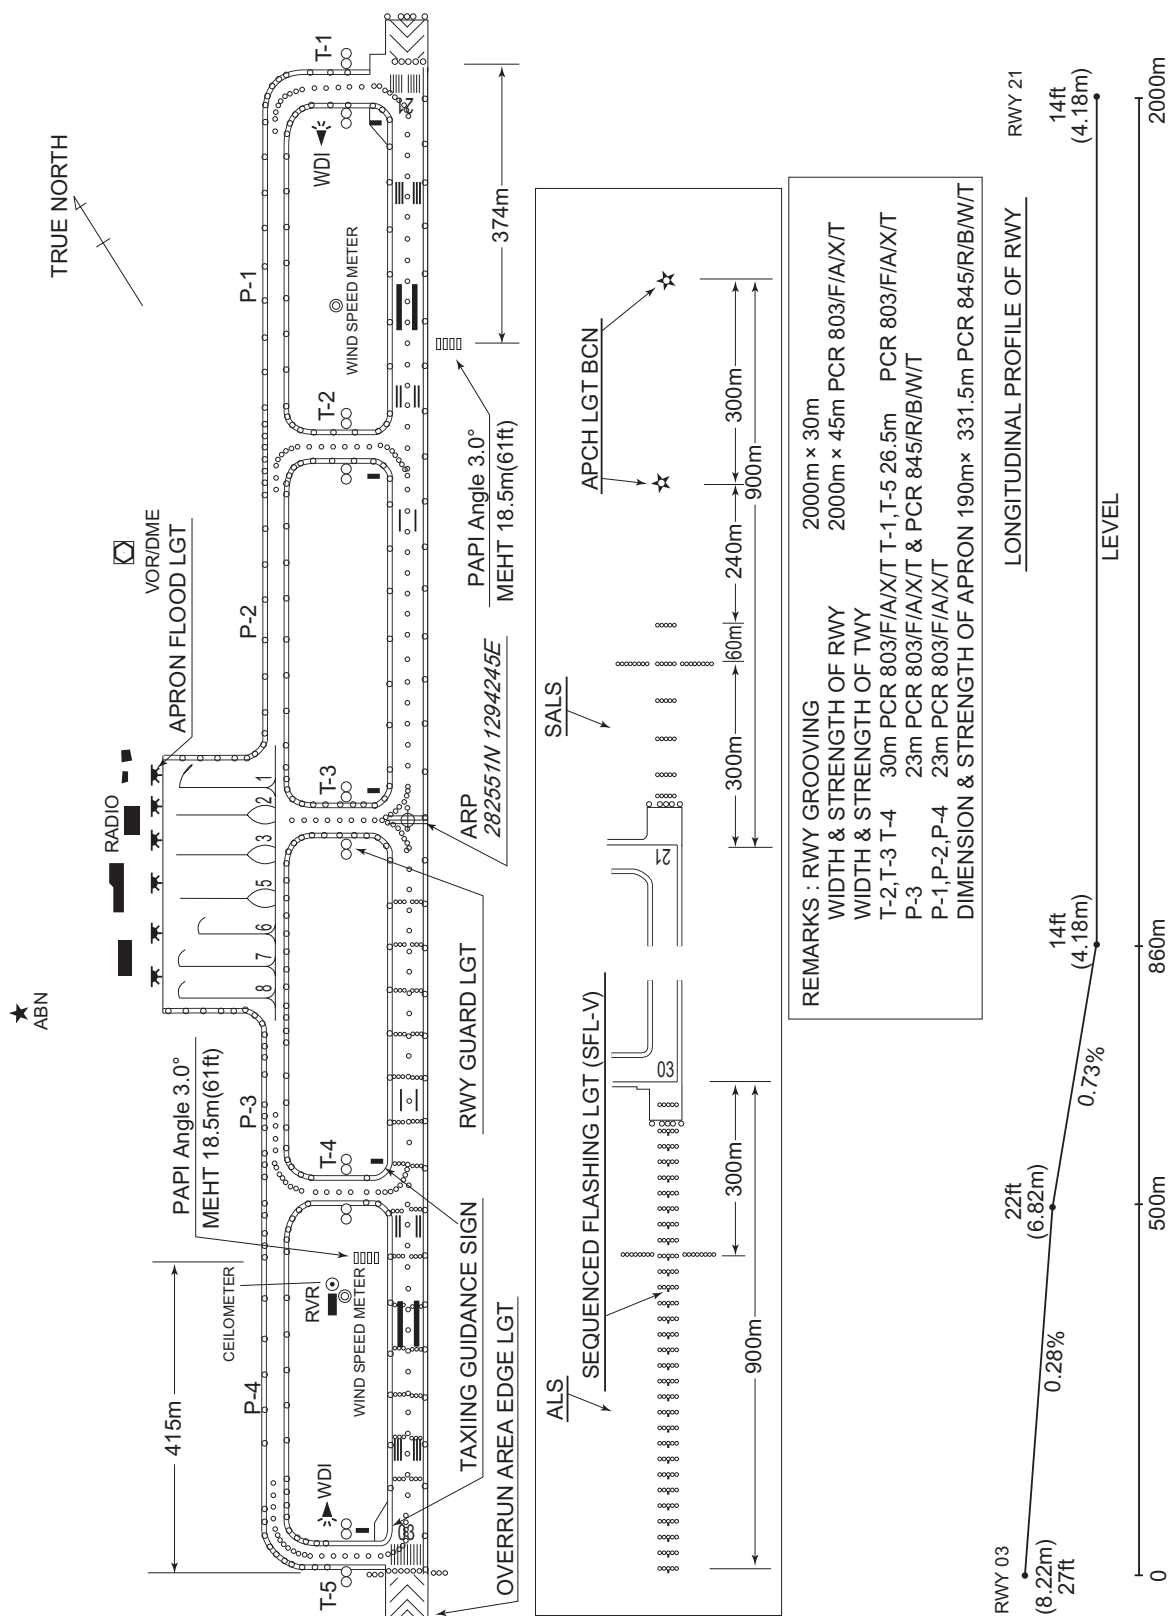 TRUE NORTH
ABN
RADIO
VOR/DME
APRON FLOOD LGT
8
7
6
5
3
2
1
PAPI Angle 3.0°
MEHT 18.5m(61ft)
415m
CEILOMETER
P-4
P-3
P-2
P-1
T-5
WDI
RVR
WIND SPEED METER
T-4
T-3
T-2
WIND SPEED METER
WDI
T-1
03
21
374m
PAPI Angle 3.0°
MEHT 18.5m(61ft)
ARP
282551N 1294245E
RWY GUARD LGT
TAXIING GUIDANCE SIGN
OVERRUN AREA EDGE LGT
ALS
SEQUENCED FLASHING LGT (SFL-V)
SALS
APCH LGT BCN
03
21
300m
900m
300m
60m
240m
300m
900m
REMARKS : RWY GROOVING 2000m × 30m
WIDTH & STRENGTH OF RWY 2000m × 45m PCR 803/F/A/X/T
WIDTH & STRENGTH OF TWY
T-2,T-3 T-4 30m PCR 803/F/A/X/T T-1,T-5 26.5m PCR 803/F/A/X/T
P-3 23m PCR 803/F/A/X/T & PCR 845/R/B/W/T
P-1,P-2,P-4 23m PCR 803/F/A/X/T
DIMENSION & STRENGTH OF APRON 190m× 331.5m PCR 845/R/B/W/T
LONGITUDINAL PROFILE OF RWY
RWY 03
(8.22m)
27ft
0.28%
22ft
(6.82m)
0.73%
14ft
(4.18m)
LEVEL
RWY 21
14ft
(4.18m)
0
500m
860m
2000m